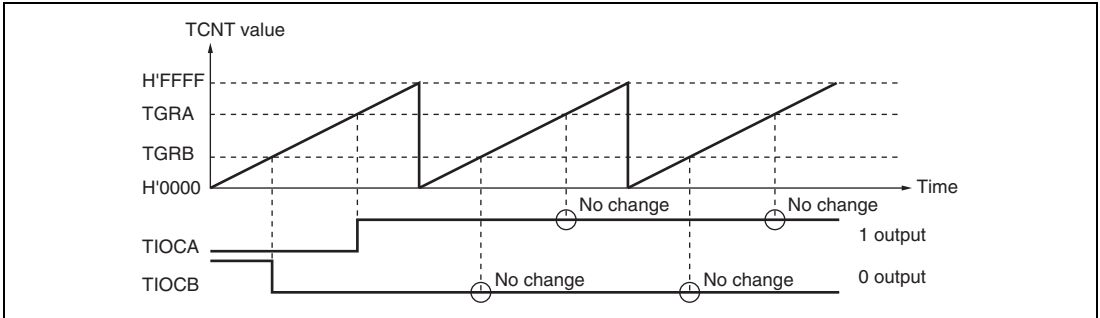 TCNT value
H'FFFF
TGRA
TGRB
H'0000
Time
No change
No change
TIOCA
1 output
No change
No change
TIOCB
0 output